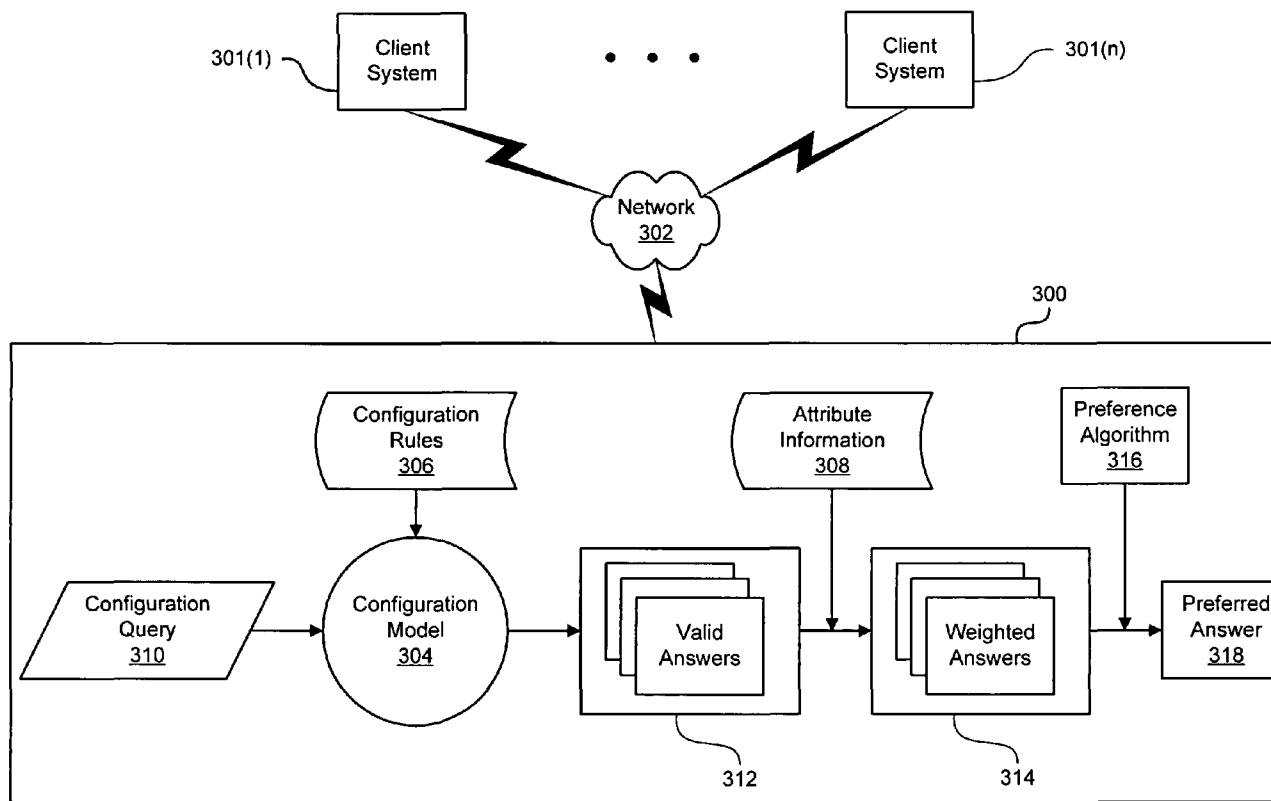 301(1)
Client
System
Client
System
301(n)
Network
302
300
Configuration
Rules
306
Attribute
Information
308
Preference
Algorithm
316
Configuration
Query
310
Configuration
Model
304
Valid
Answers
Weighted
Answers
Preferred
Answer
318
312
314